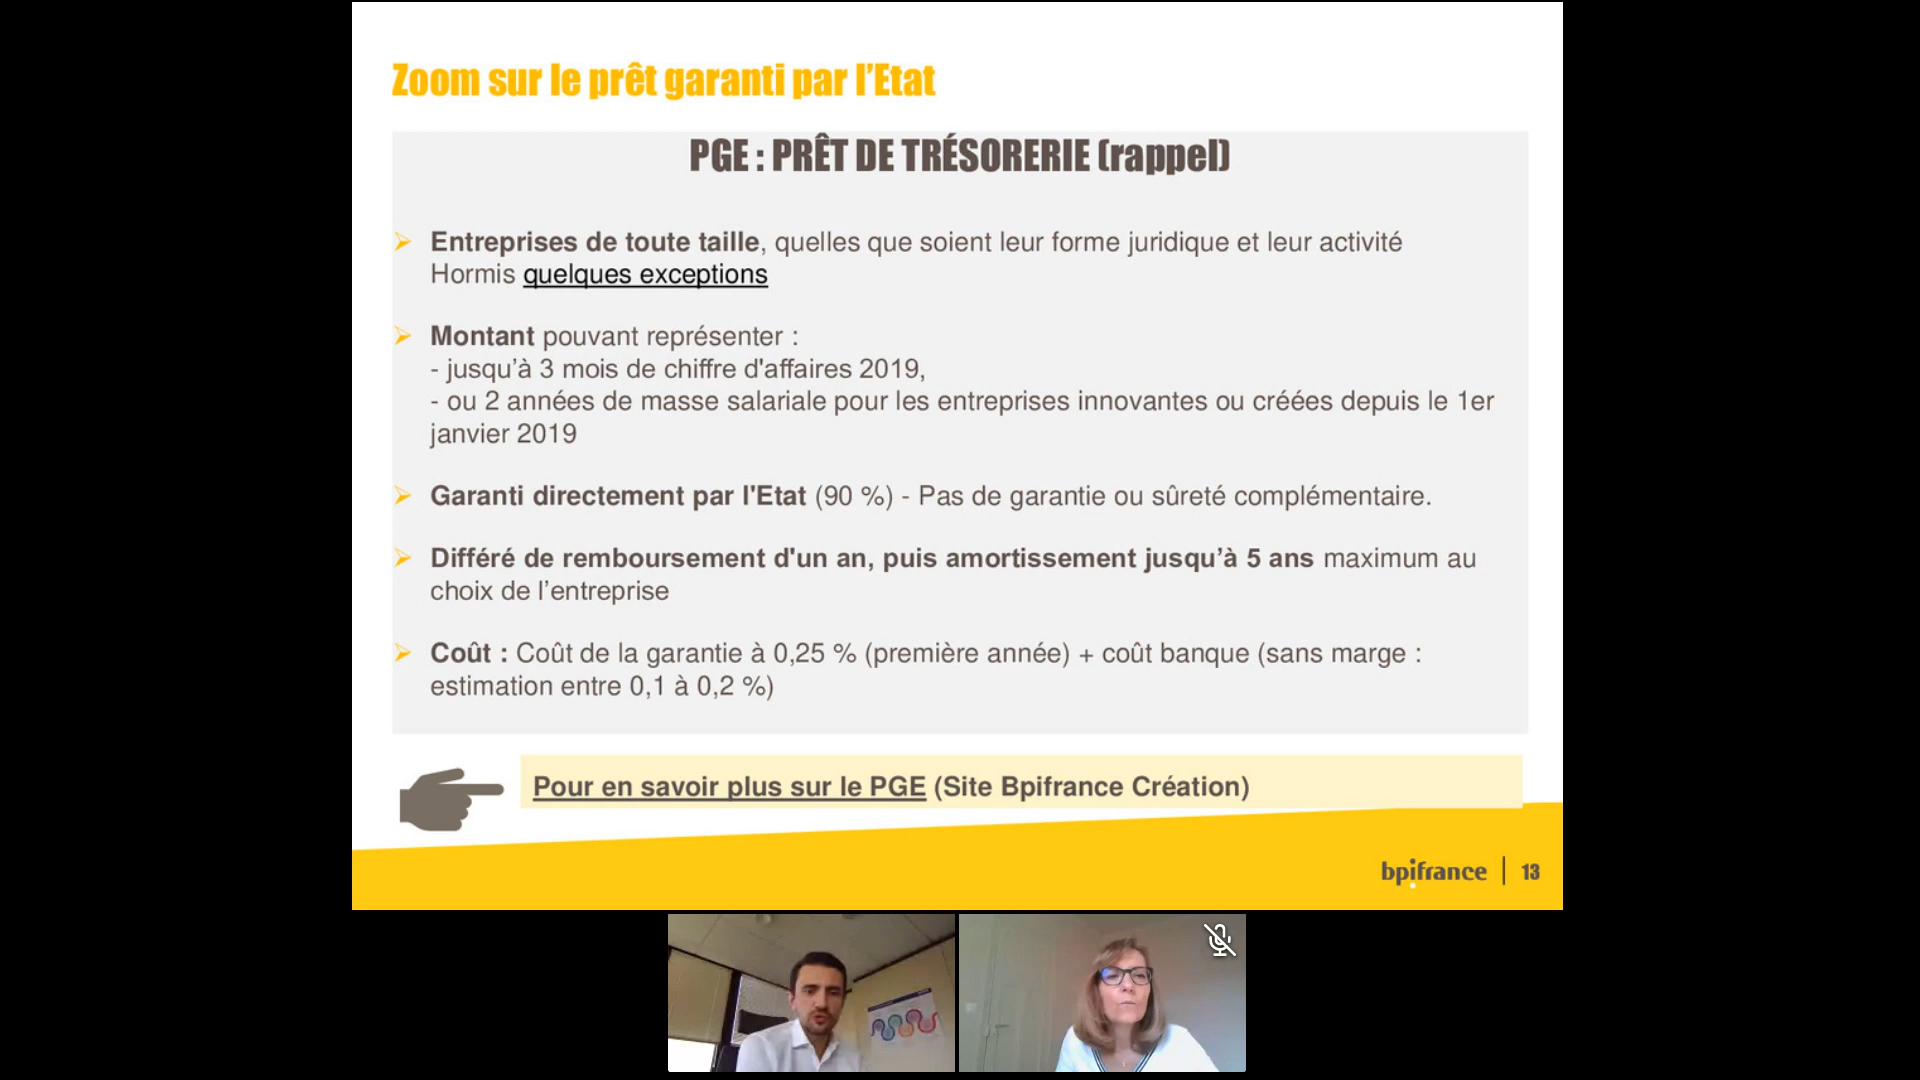 Zoom sur le prêt garanti par l’Etat
PGE : PRÊT DE TRÉSORERIE (rappel)
Entreprises de toute taille, quelles que soient leur forme juridique et leur activité
Hormis quelques exceptions
Montant pouvant représenter :
- jusqu’à 3 mois de chiffre d'affaires 2019,
- ou 2 années de masse salariale pour les entreprises innovantes ou créées depuis le 1er
janvier 2019
Garanti directement par l'Etat (90 %) - Pas de garantie ou sûreté complémentaire.
Différé de remboursement d'un an, puis amortissement jusqu’à 5 ans maximum au
choix de l’entreprise
Coût : Coût de la garantie à 0,25 % (première année) + coût banque (sans marge :
estimation entre 0,1 à 0,2 %)
Pour en savoir plus sur le PGE (Site Bpifrance Création)
bpifrance | 13